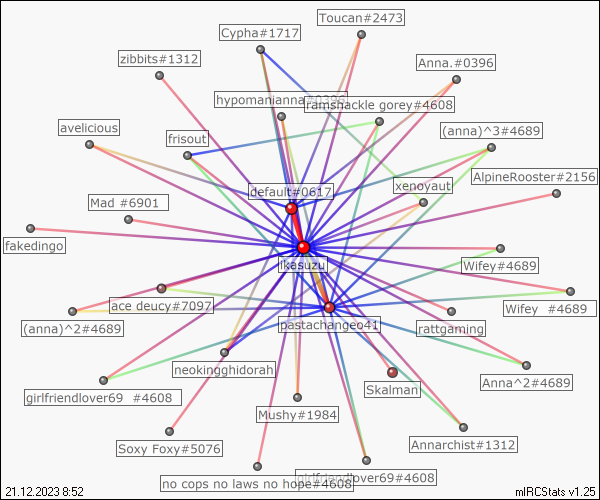 Toucan#2473
Cypha#1717
zibbits#1312
Anna.#0396
hypomanianna#0396
ramshackle gorey#4608
avelicious
frisout
(anna)^3#4689
default#0617
xenoyaut
AlpineRooster#2156
Mad #6901
fakedingo
ikasuzu
Wifey#4689
ace deucy#7097
Wifey #4689
(anna)^2#4689
pastachangeo41
rattgaming
neokingghidorah
Skalman
Anna^2#4689
girlfriendlover69 #4608
Mushy#1984
Soxy Foxy#5076
Annarchist#1312
no cops no laws no hope#4608
girlfriendlover69#4608
21.12.2023 8:52
mIRCStats v1.25